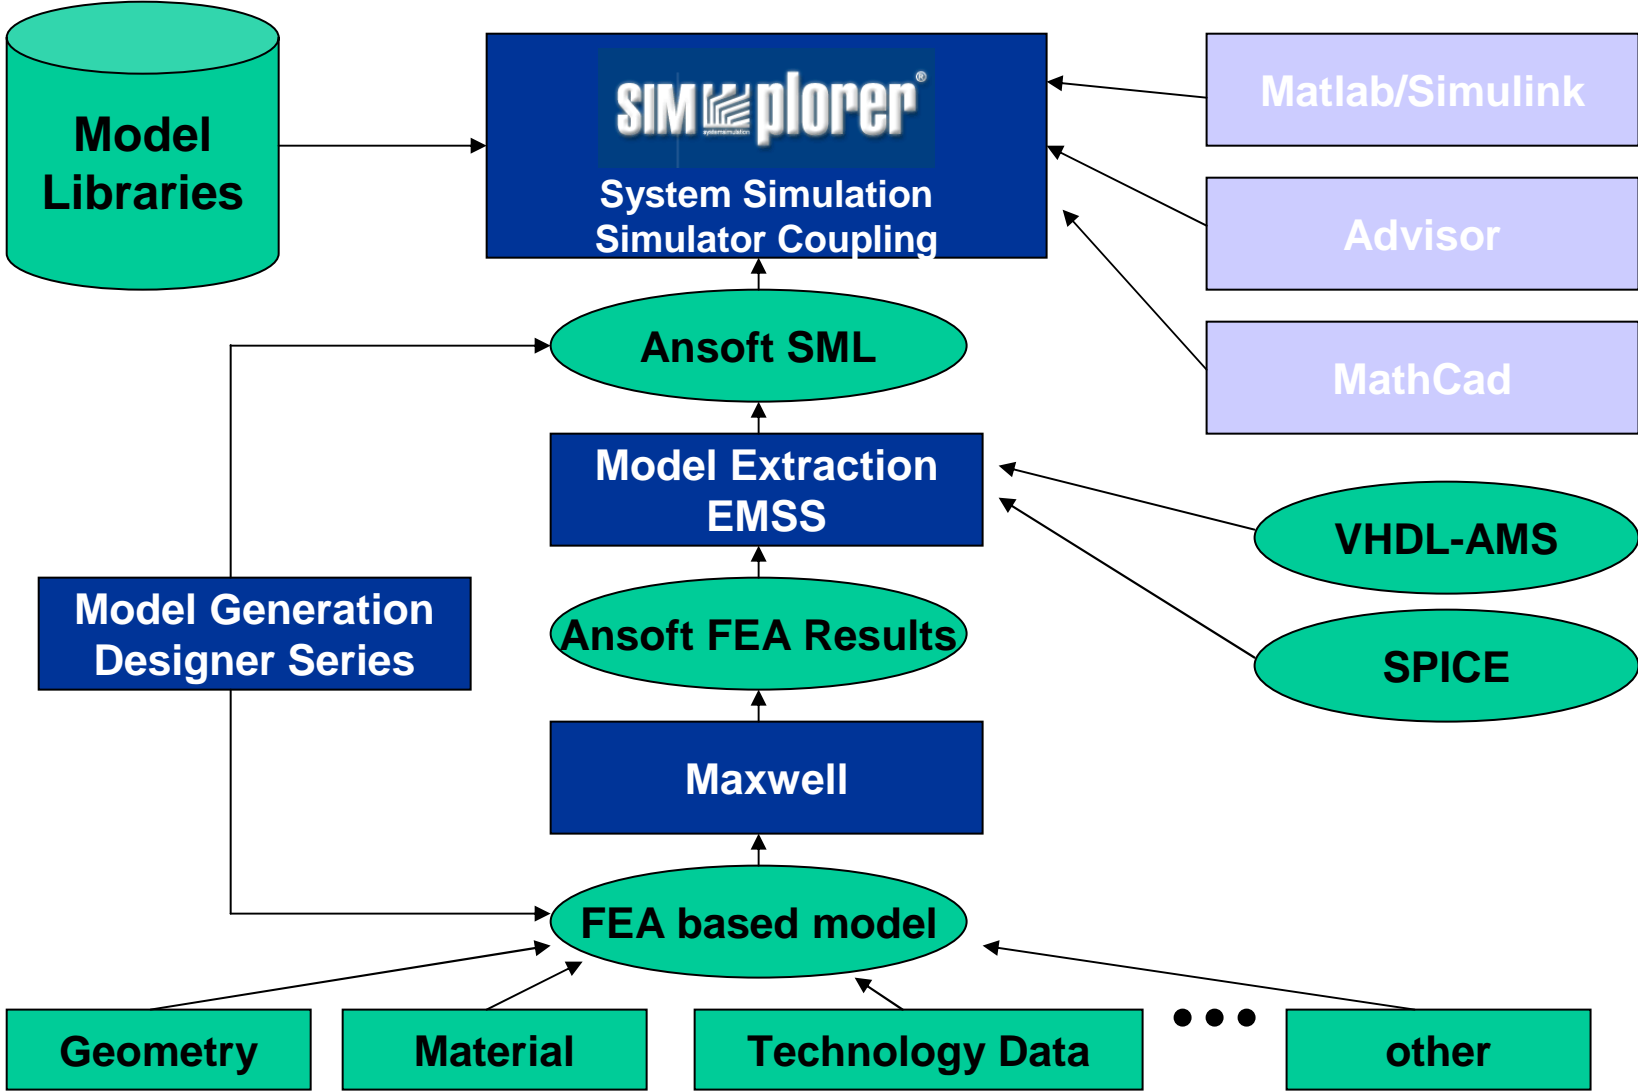 Model
Libraries
SIMplorer®
systemsimulation
System Simulation
Simulator Coupling
Matlab/Simulink
Advisor
MathCad
Ansoft SML
Model Extraction
EMSS
VHDL-AMS
SPICE
Model Generation
Designer Series
Ansoft FEA Results
Maxwell
FEA based model
Geometry
Material
Technology Data
•••
other